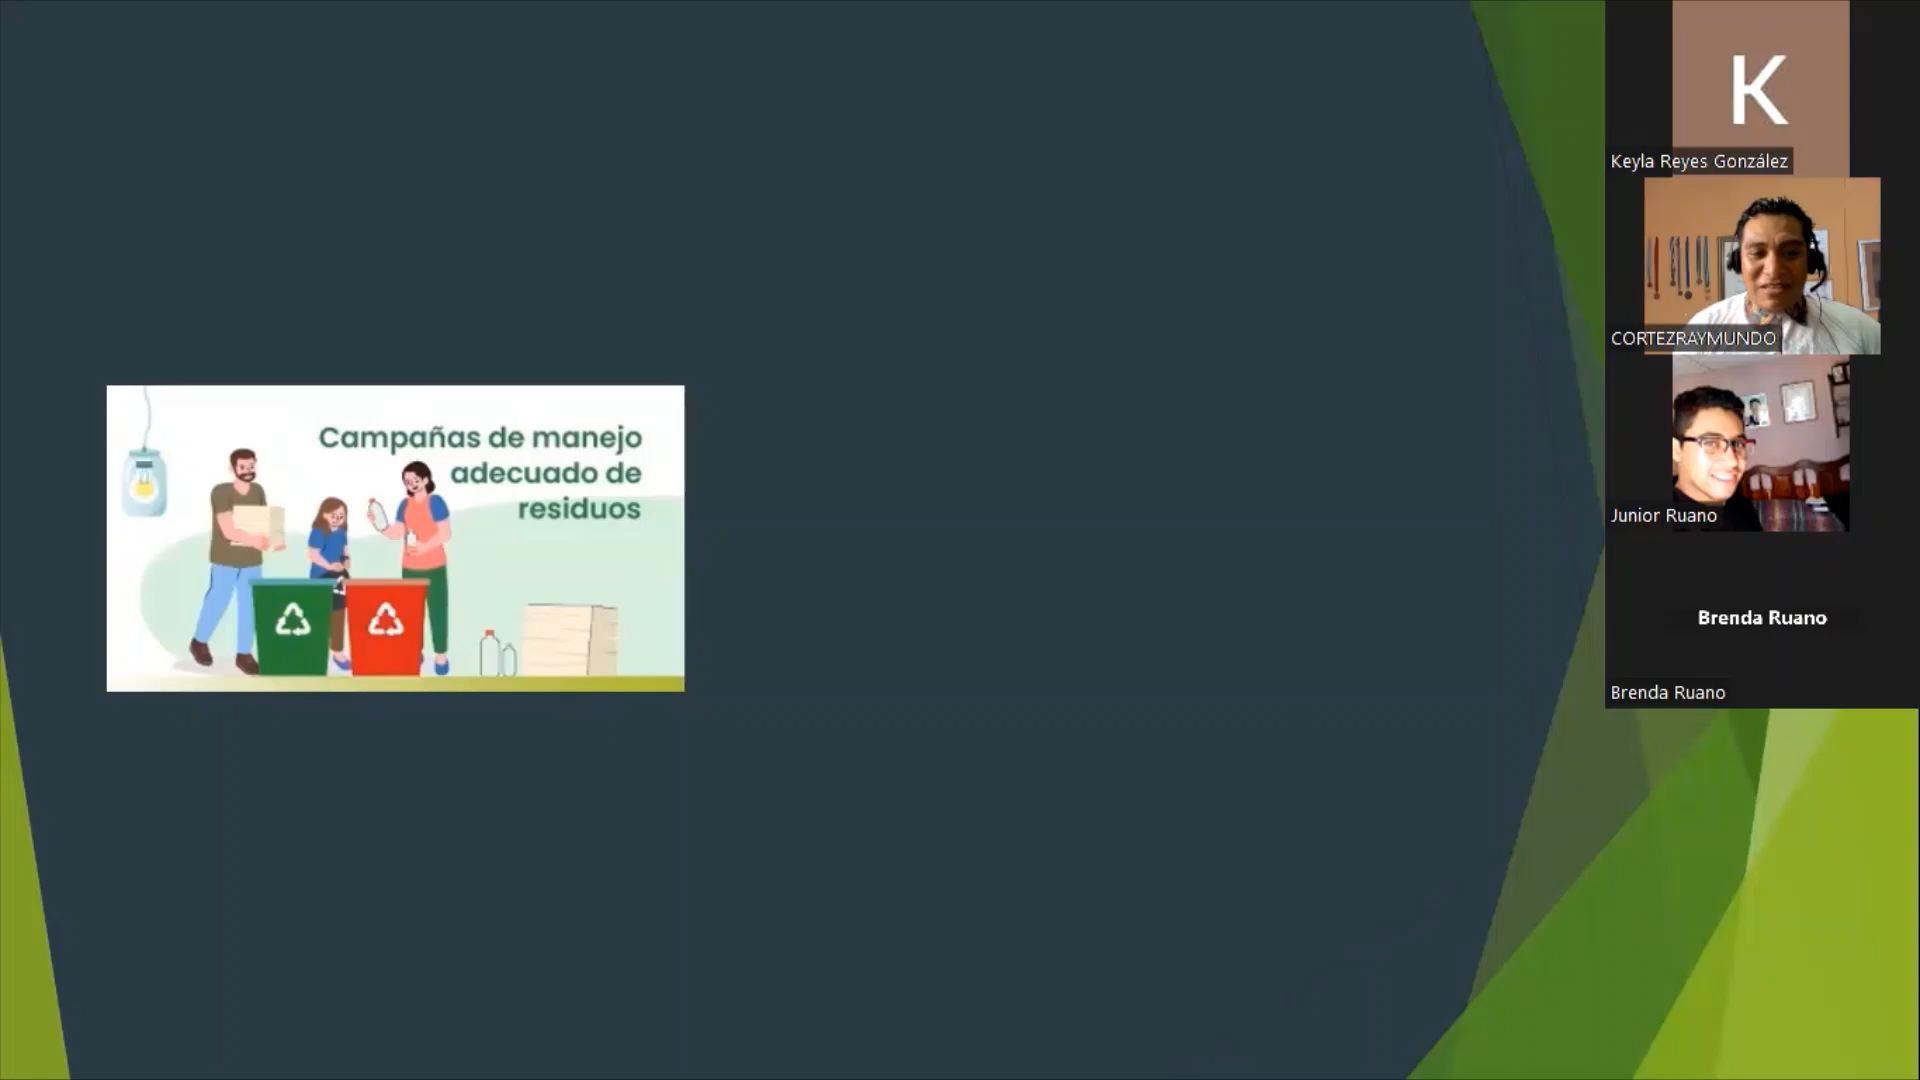 Campañas de manejo
adecuado de
residuos
K
Keyla Reyes González
CORTEZRAYMUNDO
Junior Ruano
Brenda Ruano
Brenda Ruano